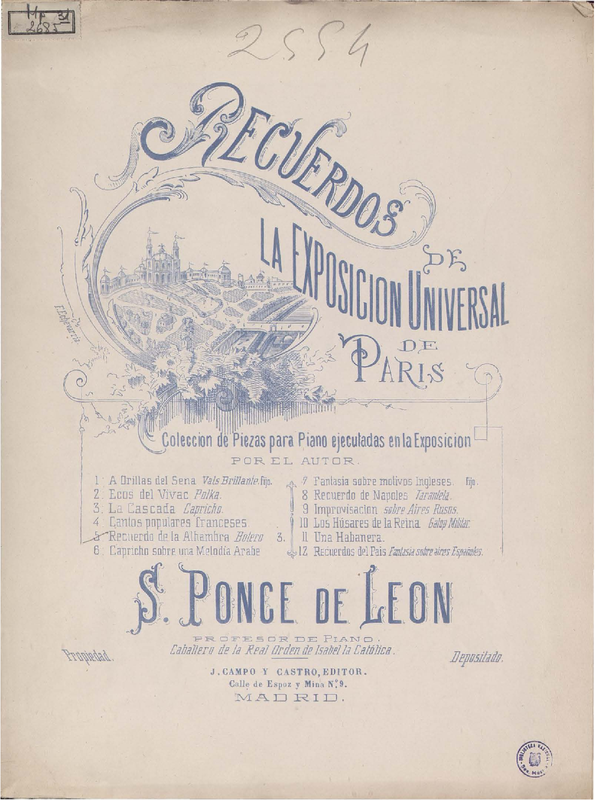 Mp 31
2685
2554
RECUERDOS
DE
LA EXPOSICION UNIVERSAL
DE
PARIS
Coleccion de Piezas para Piano ejecutadas en la Exposicion
POR EL AUTOR.
1 A Orillas del Sena Vals Brillante fijo.
2. Ecos del Vivac Polka.
3. La Cascada Capricho.
4 Cantos populares Franceses
5 Recuerdo de la Alhambra Bolero 3.
6. Capricho sobre una Melodía Arabe
7 Fantasia sobre motivos Ingleses fijo.
8 Recuerdo de Napoles Tarantela.
9 Improvisacion sobre Aires Rusos.
10 Los Húsares de la Reina Galop Militar.
11 Una Habanera.
12 Recuerdos del Pais Fantasia sobre aires Españoles.
S. PONCE DE LEON
PROFESOR DE PIANO.
Caballero de la Real Orden de Isabel la Católica.
Propiedad.
Depositado.
J. CAMPO Y CASTRO, EDITOR.
Calle de Espoz y Mina Nº. 9.
MADRID.